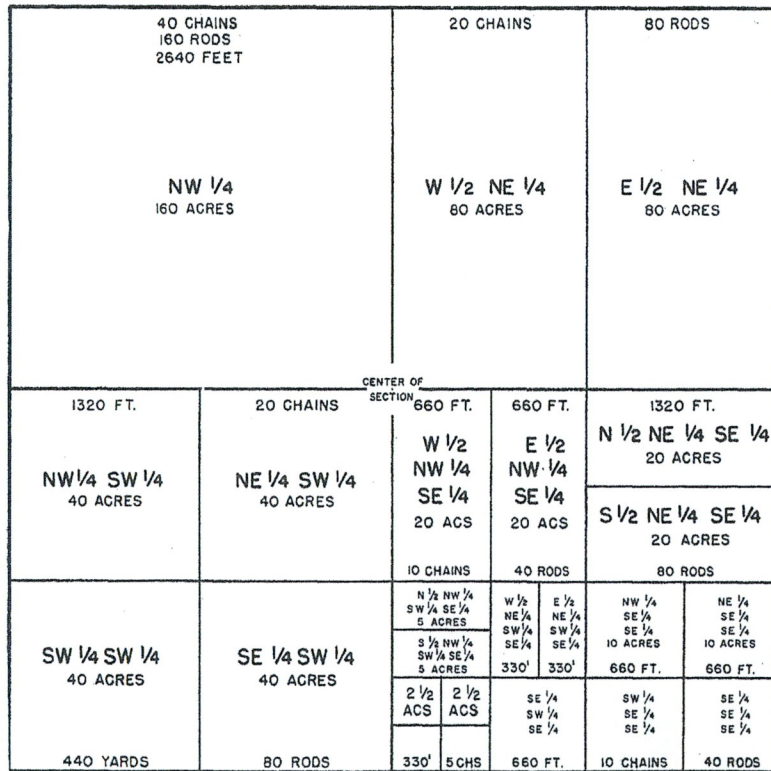 40 CHAINS
160 RODS
2640 FEET
NW 1/4
160 ACRES
20 CHAINS
W 1/2 NE 1/4
80 ACRES
80 RODS
E 1/2 NE 1/4
80 ACRES
CENTER OF
SECTION
1320 FT.
NW 1/4 SW 1/4
40 ACRES
20 CHAINS
NE 1/4 SW 1/4
40 ACRES
660 FT.
W 1/2
NW 1/4
SE 1/4
20 ACS
10 CHAINS
660 FT.
E 1/2
NW 1/4
SE 1/4
20 ACS
40 RODS
1320 FT.
N 1/2 NE 1/4 SE 1/4
20 ACRES
S 1/2 NE 1/4 SE 1/4
20 ACRES
80 RODS
SW 1/4 SW 1/4
40 ACRES
440 YARDS
SE 1/4 SW 1/4
40 ACRES
80 RODS
N 1/2 NW 1/4
SW 1/4 SE 1/4
5 ACRES
S 1/2 NW 1/4
SW 1/4 SE 1/4
5 ACRES
W 1/2
NE 1/4
SW 1/4
SE 1/4
330'
E 1/2
NE 1/4
SW 1/4
SE 1/4
330'
NW 1/4
SE 1/4
SE 1/4
10 ACRES
660 FT.
NE 1/4
SE 1/4
SE 1/4
10 ACRES
660 FT.
2 1/2
ACS
2 1/2
ACS
330'
5 CHS
SE 1/4
SW 1/4
SE 1/4
660 FT.
SW 1/4
SE 1/4
SE 1/4
10 CHAINS
SE 1/4
SE 1/4
SE 1/4
40 RODS